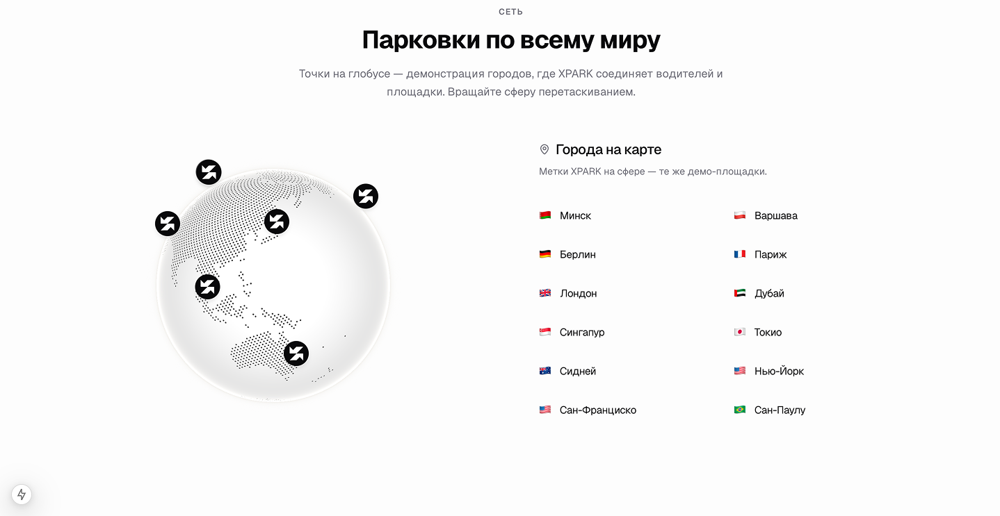 СЕТЬ
Парковки по всему миру
Точки на глобусе — демонстрация городов, где XPARK соединяет водителей и
площадки. Вращайте сферу перетаскиванием.
Города на карте
Метки XPARK на сфере — те же демо-площадки.
Минск
Варшава
Берлин
Париж
Лондон
Дубай
Сингапур
Токио
Сидней
Нью-Йорк
Сан-Франциско
Сан-Паулу